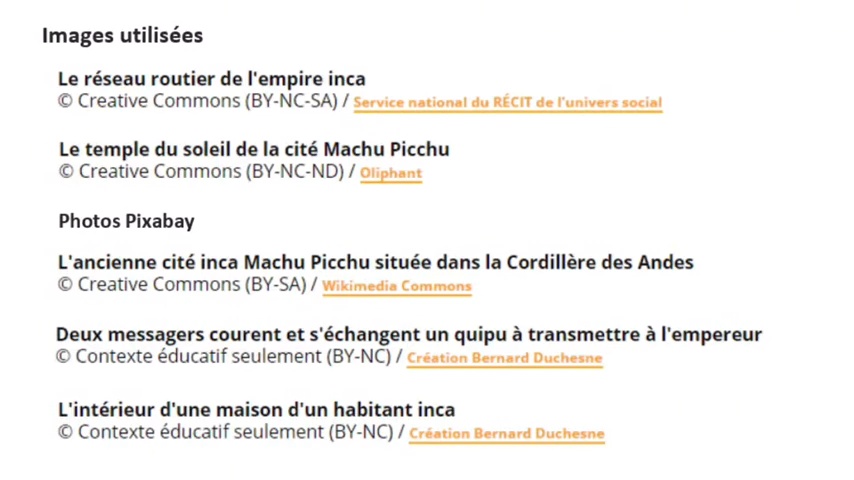 Images utilisées
Le réseau routier de l'empire inca
© Creative Commons (BY-NC-SA) / Service national du RÉCIT de l'univers social
Le temple du soleil de la cité Machu Picchu
© Creative Commons (BY-NC-ND) / Oliphant
Photos Pixabay
L'ancienne cité inca Machu Picchu située dans la Cordillère des Andes
© Creative Commons (BY-SA) / Wikimedia Commons
Deux messagers courent et s'échangent un quipu à transmettre à l'empereur
© Contexte éducatif seulement (BY-NC) / Création Bernard Duchesne
L'intérieur d'une maison d'un habitant inca
© Contexte éducatif seulement (BY-NC) / Création Bernard Duchesne